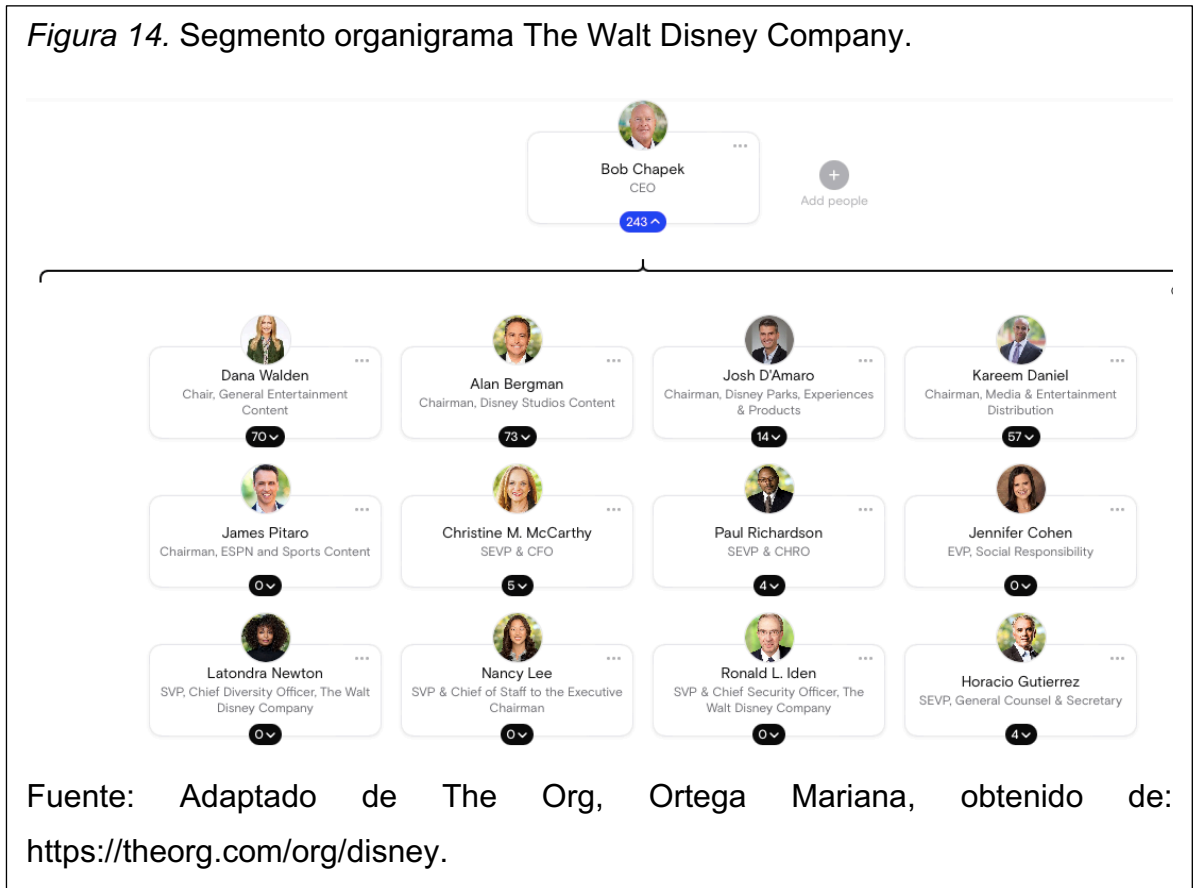 Figura 14. Segmento organigrama The Walt Disney Company.
Bob Chapek
CEO
243
Add people
Dana Walden
Chair, General Entertainment
Content
70
Alan Bergman
Chairman, Disney Studios Content
73
Josh D'Amaro
Chairman, Disney Parks, Experiences
& Products
14
Kareem Daniel
Chairman, Media & Entertainment
Distribution
57
James Pitaro
Chairman, ESPN and Sports Content
0
Christine M. McCarthy
SEVP & CFO
5
Paul Richardson
SEVP & CHRO
4
Jennifer Cohen
EVP, Social Responsibility
0
Latondra Newton
SVP, Chief Diversity Officer, The Walt
Disney Company
0
Nancy Lee
SVP & Chief of Staff to the Executive
Chairman
0
Ronald L. Iden
SVP & Chief Security Officer, The
Walt Disney Company
0
Horacio Gutierrez
SEVP, General Counsel & Secretary
4
Fuente: Adaptado de The Org, Ortega Mariana, obtenido de:
https://theorg.com/org/disney.